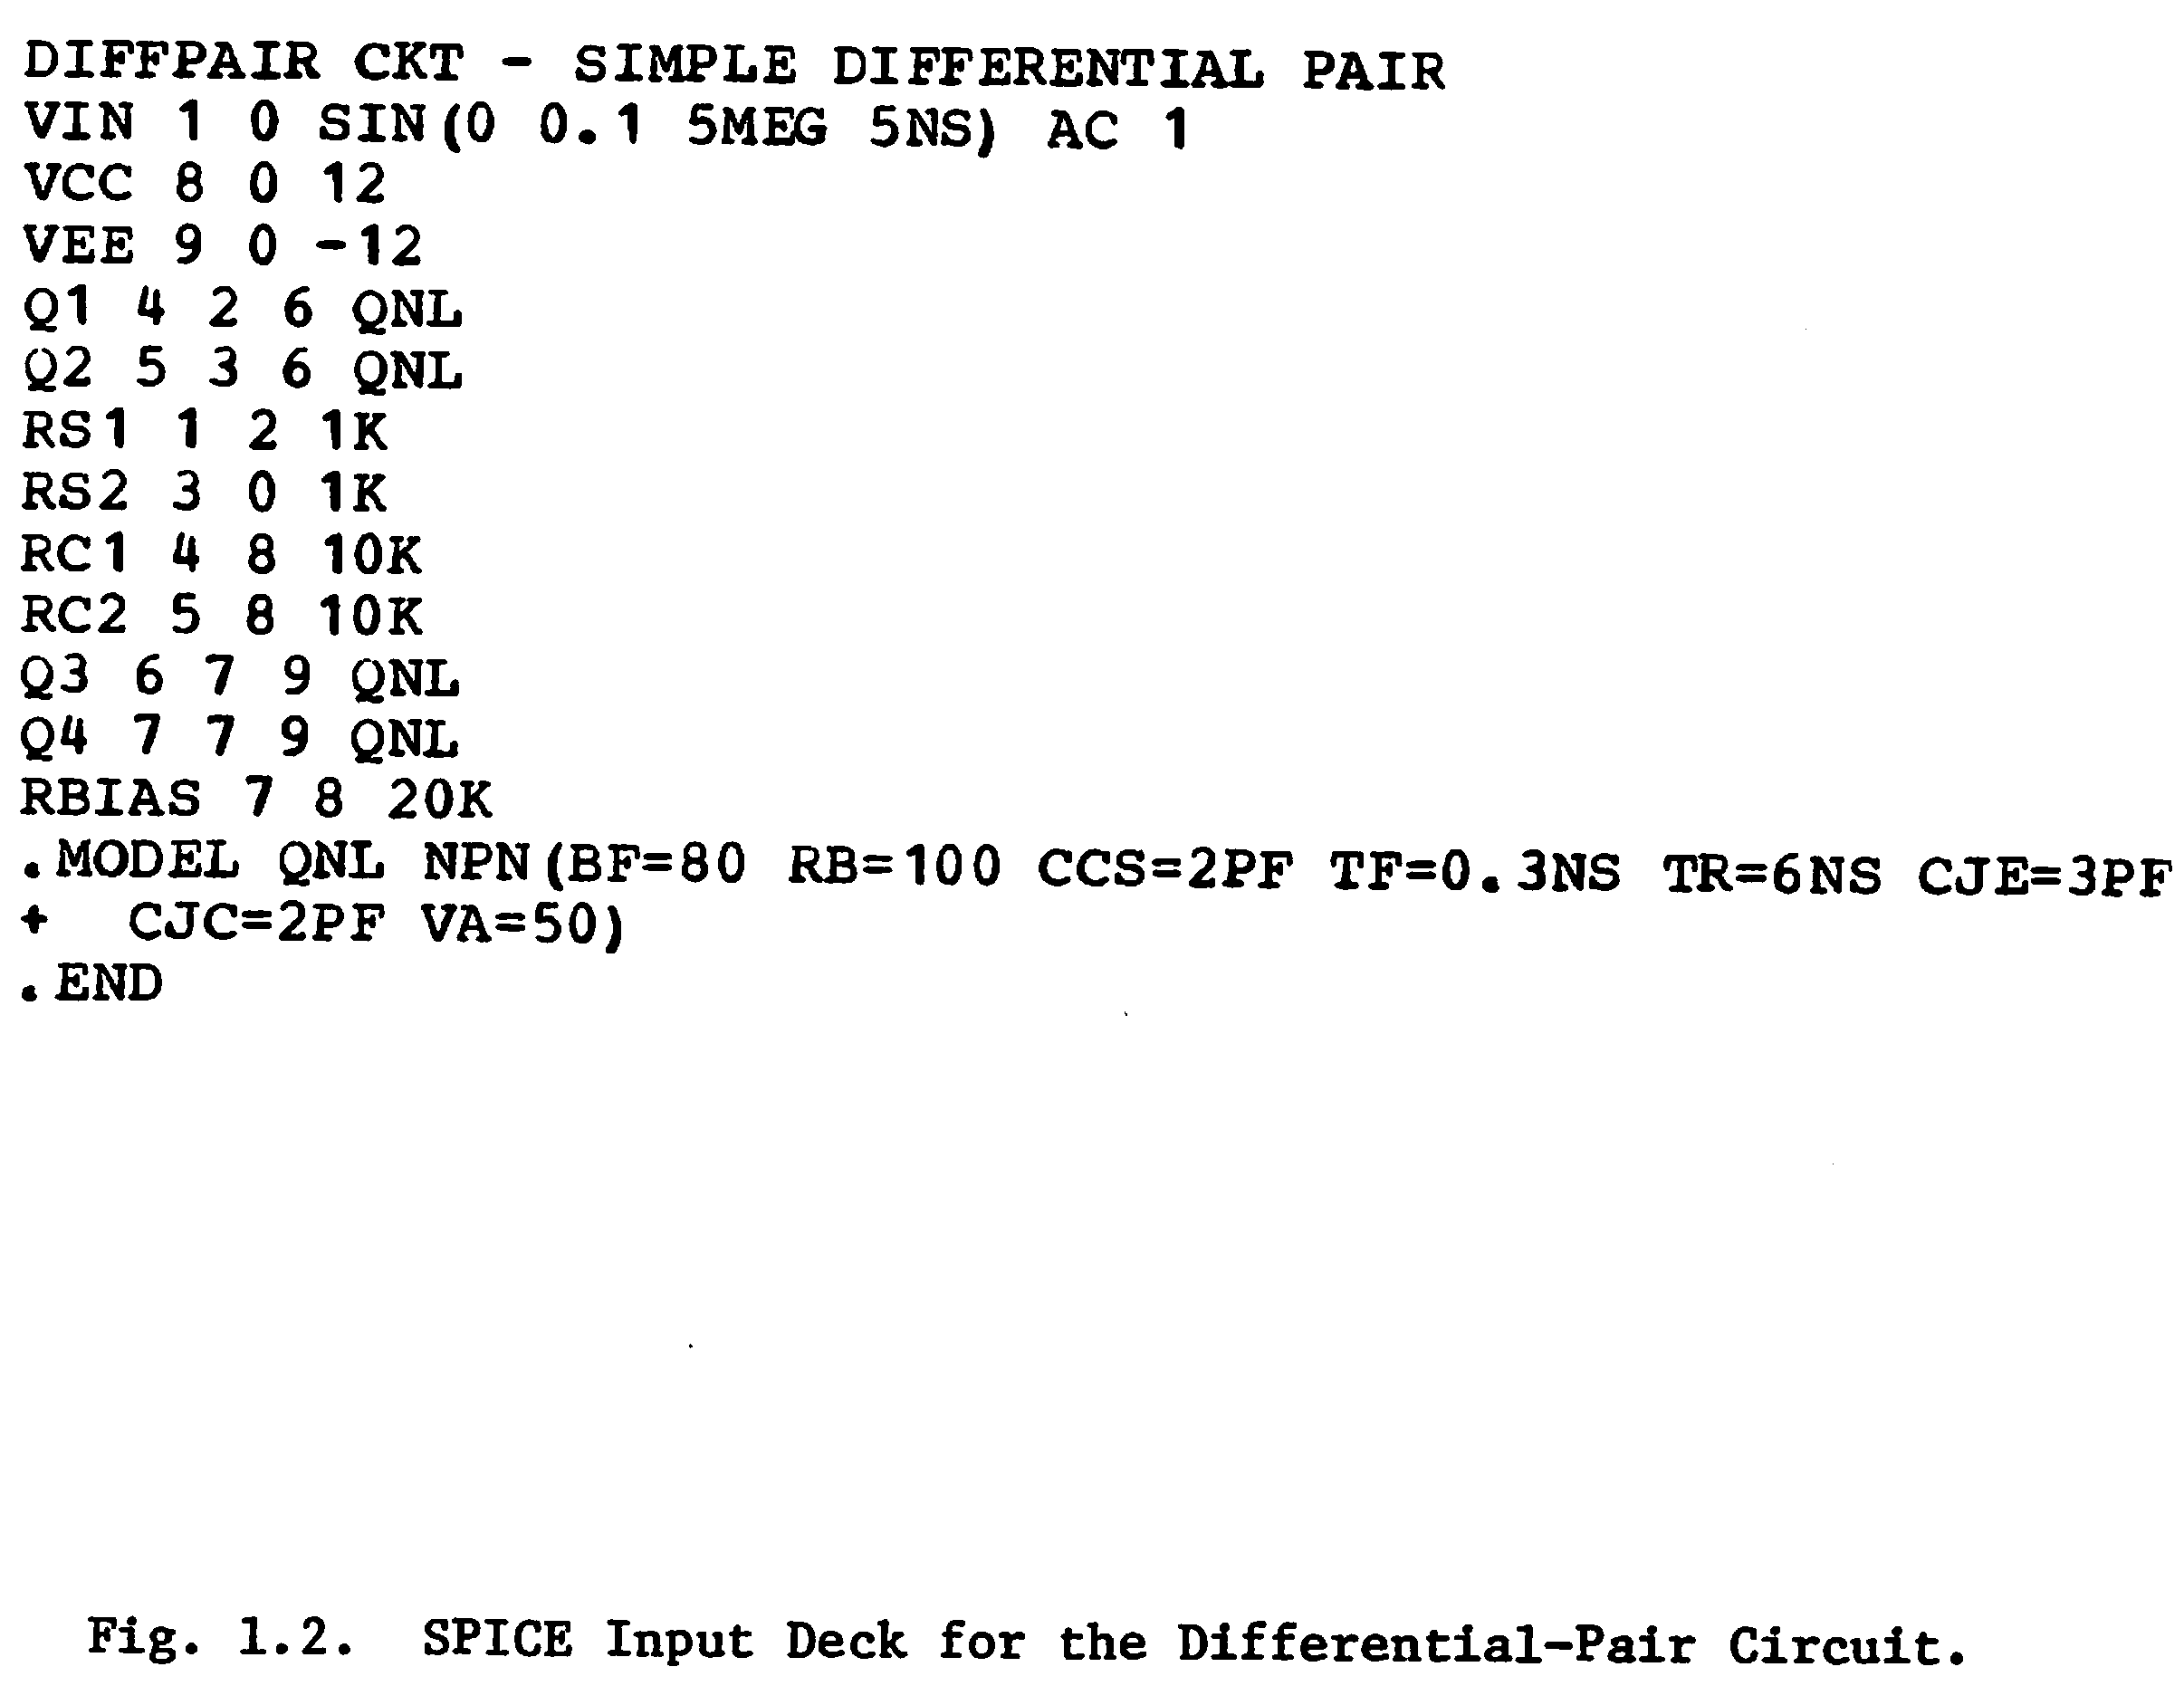 DIFFPAIR CKT - SIMPLE DIFFERENTIAL PAIR
VIN 1 0 SIN(0 0.1 5MEG 5NS) AC 1
VCC 8 0 12
VEE 9 0 -12
Q1 4 2 6 QNL
Q2 5 3 6 QNL
RS1 1 2 1K
RS2 3 0 1K
RC1 4 8 10K
RC2 5 8 10K
Q3 6 7 9 QNL
Q4 7 7 9 QNL
RBIAS 7 8 20K
.MODEL QNL NPN(BF=80 RB=100 CCS=2PF TF=0.3NS TR=6NS CJE=3PF
+ CJC=2PF VA=50)
.END
Fig. 1.2. SPICE Input Deck for the Differential-Pair Circuit.